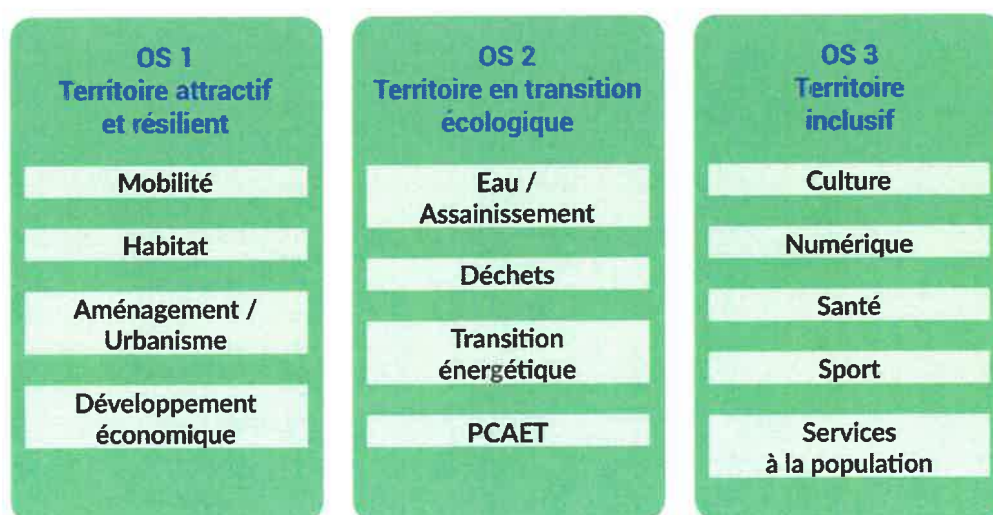 OS 1
Territoire attractif
et résilient
Mobilité
Habitat
Aménagement /
Urbanisme
Développement
économique
OS 2
Territoire en transition
écologique
Eau /
Assainissement
Déchets
Transition
énergétique
PCAET
OS 3
Territoire
inclusif
Culture
Numérique
Santé
Sport
Services
à la population